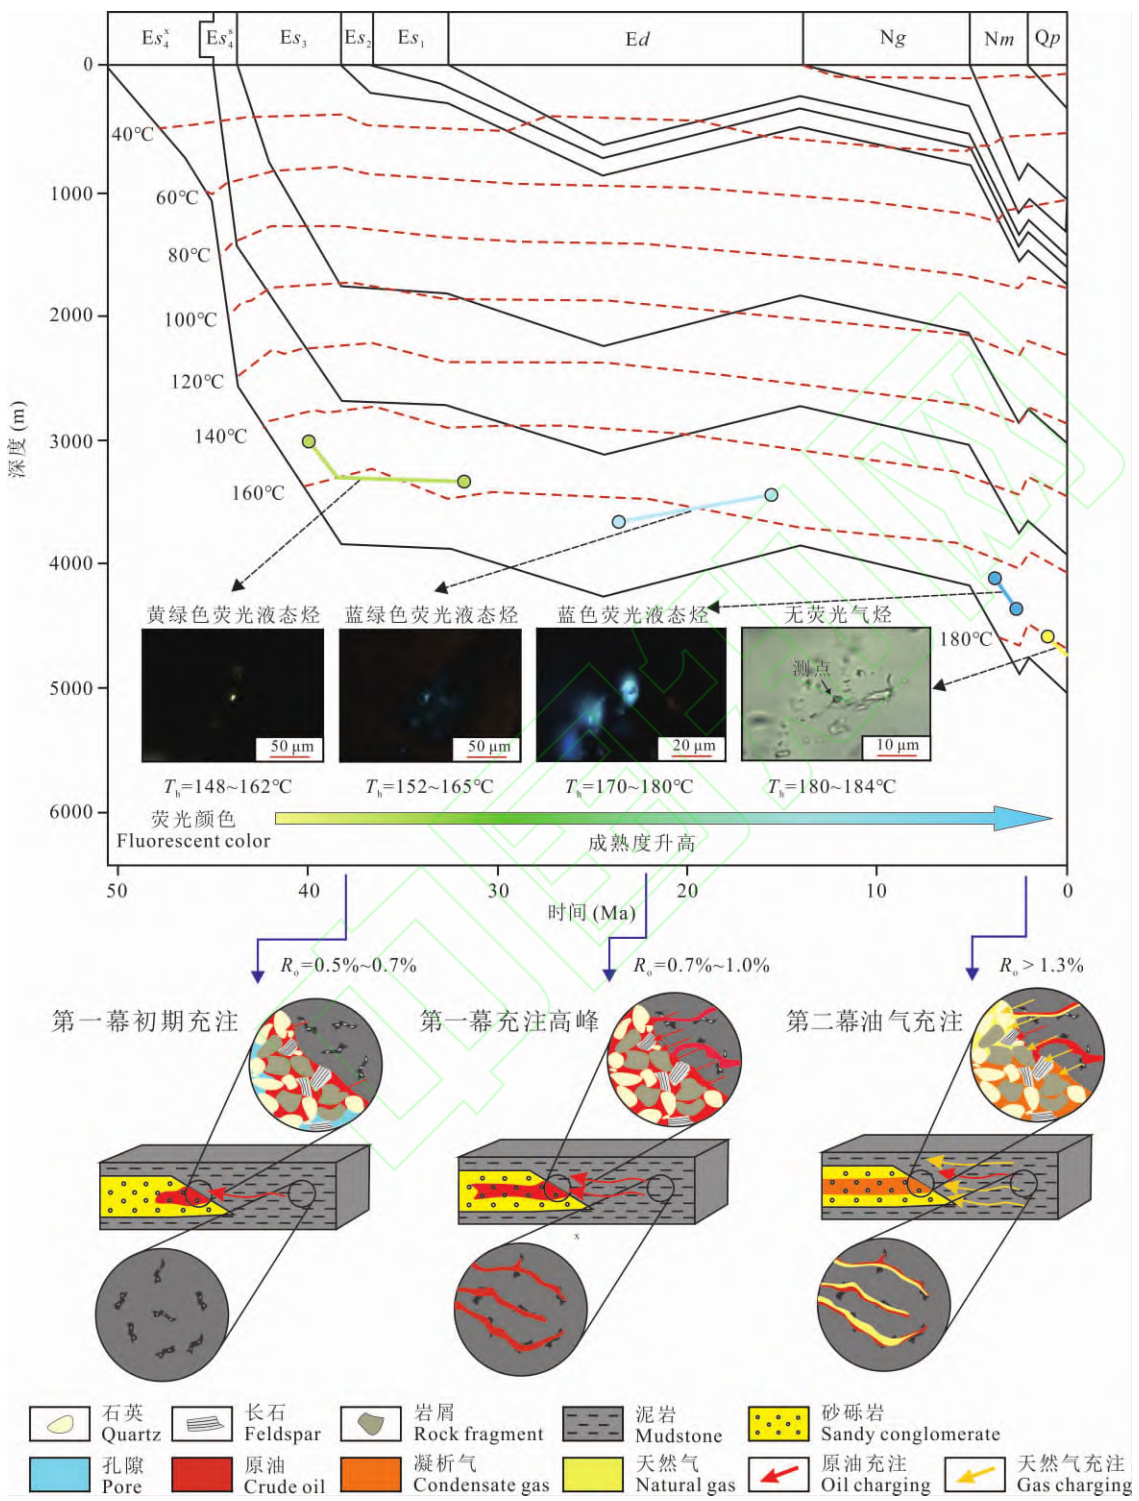 Es₄ˣ Es₄ˢ Es₃ Es₂ Es₁ Ed Ng Nm Qp
0
1000
2000
3000
4000
5000
6000
深度 (m)
40℃
60℃
80℃
100℃
120℃
140℃
160℃
180℃
黄绿色荧光液态烃 蓝绿色荧光液态烃 蓝色荧光液态烃 无荧光气烃
测点
50 μm 50 μm 20 μm 10 μm
Tₕ=148~162℃ Tₕ=152~165℃ Tₕ=170~180℃ Tₕ=180~184℃
荧光颜色
Fluorescent color
成熟度升高
50 40 30 20 10 0
时间 (Ma)
Rₒ=0.5%~0.7% Rₒ=0.7%~1.0% Rₒ > 1.3%
第一幕初期充注 第一幕充注高峰 第二幕油气充注
x
石英 长石 岩屑 泥岩 砂砾岩
Quartz Feldspar Rock fragment Mudstone Sandy conglomerate
孔隙 原油 凝析气 天然气 原油充注 天然气充注
Pore Crude oil Condensate gas Natural gas Oil charging Gas charging